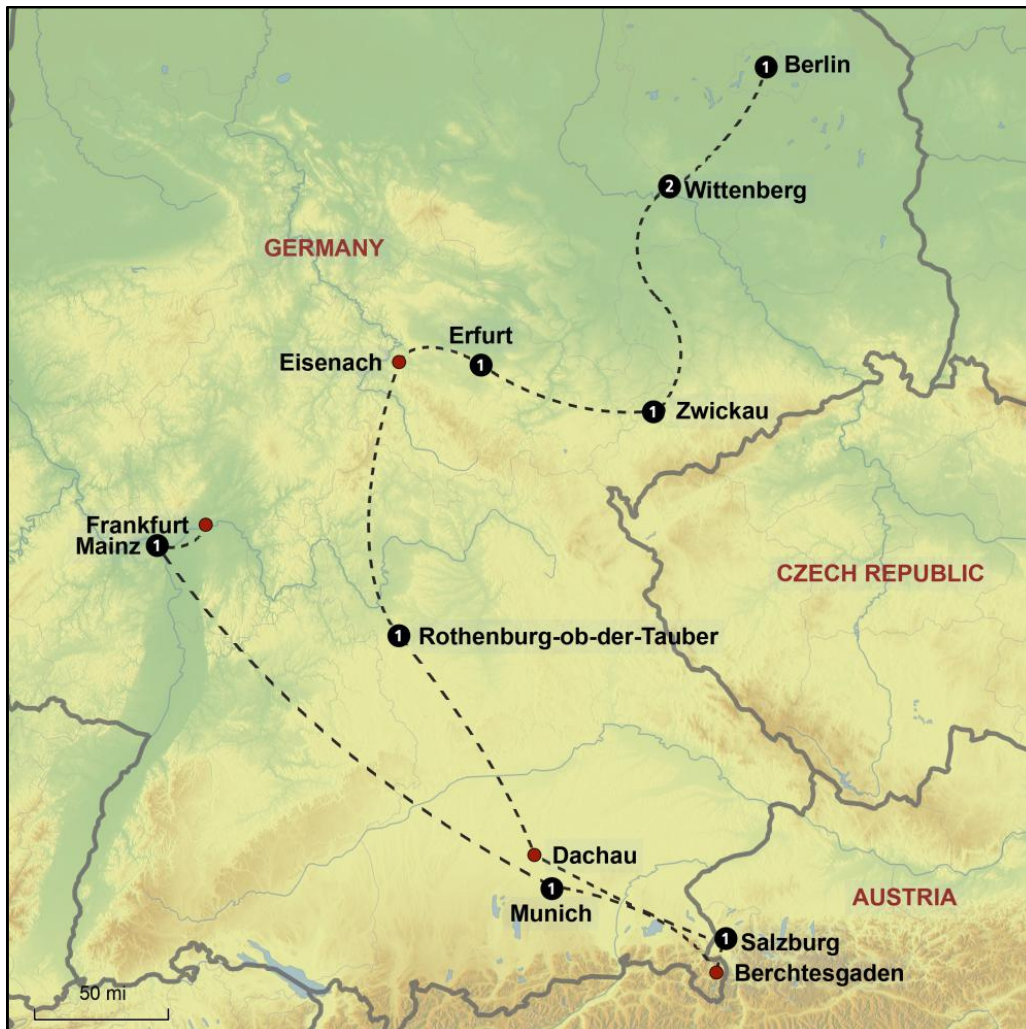 1 Berlin
2 Wittenberg
GERMANY
Erfurt
1
Eisenach
1 Zwickau
Frankfurt
Mainz 1
CZECH REPUBLIC
1 Rothenburg-ob-der-Tauber
Dachau
1
Munich
AUSTRIA
1 Salzburg
Berchtesgaden
50 mi